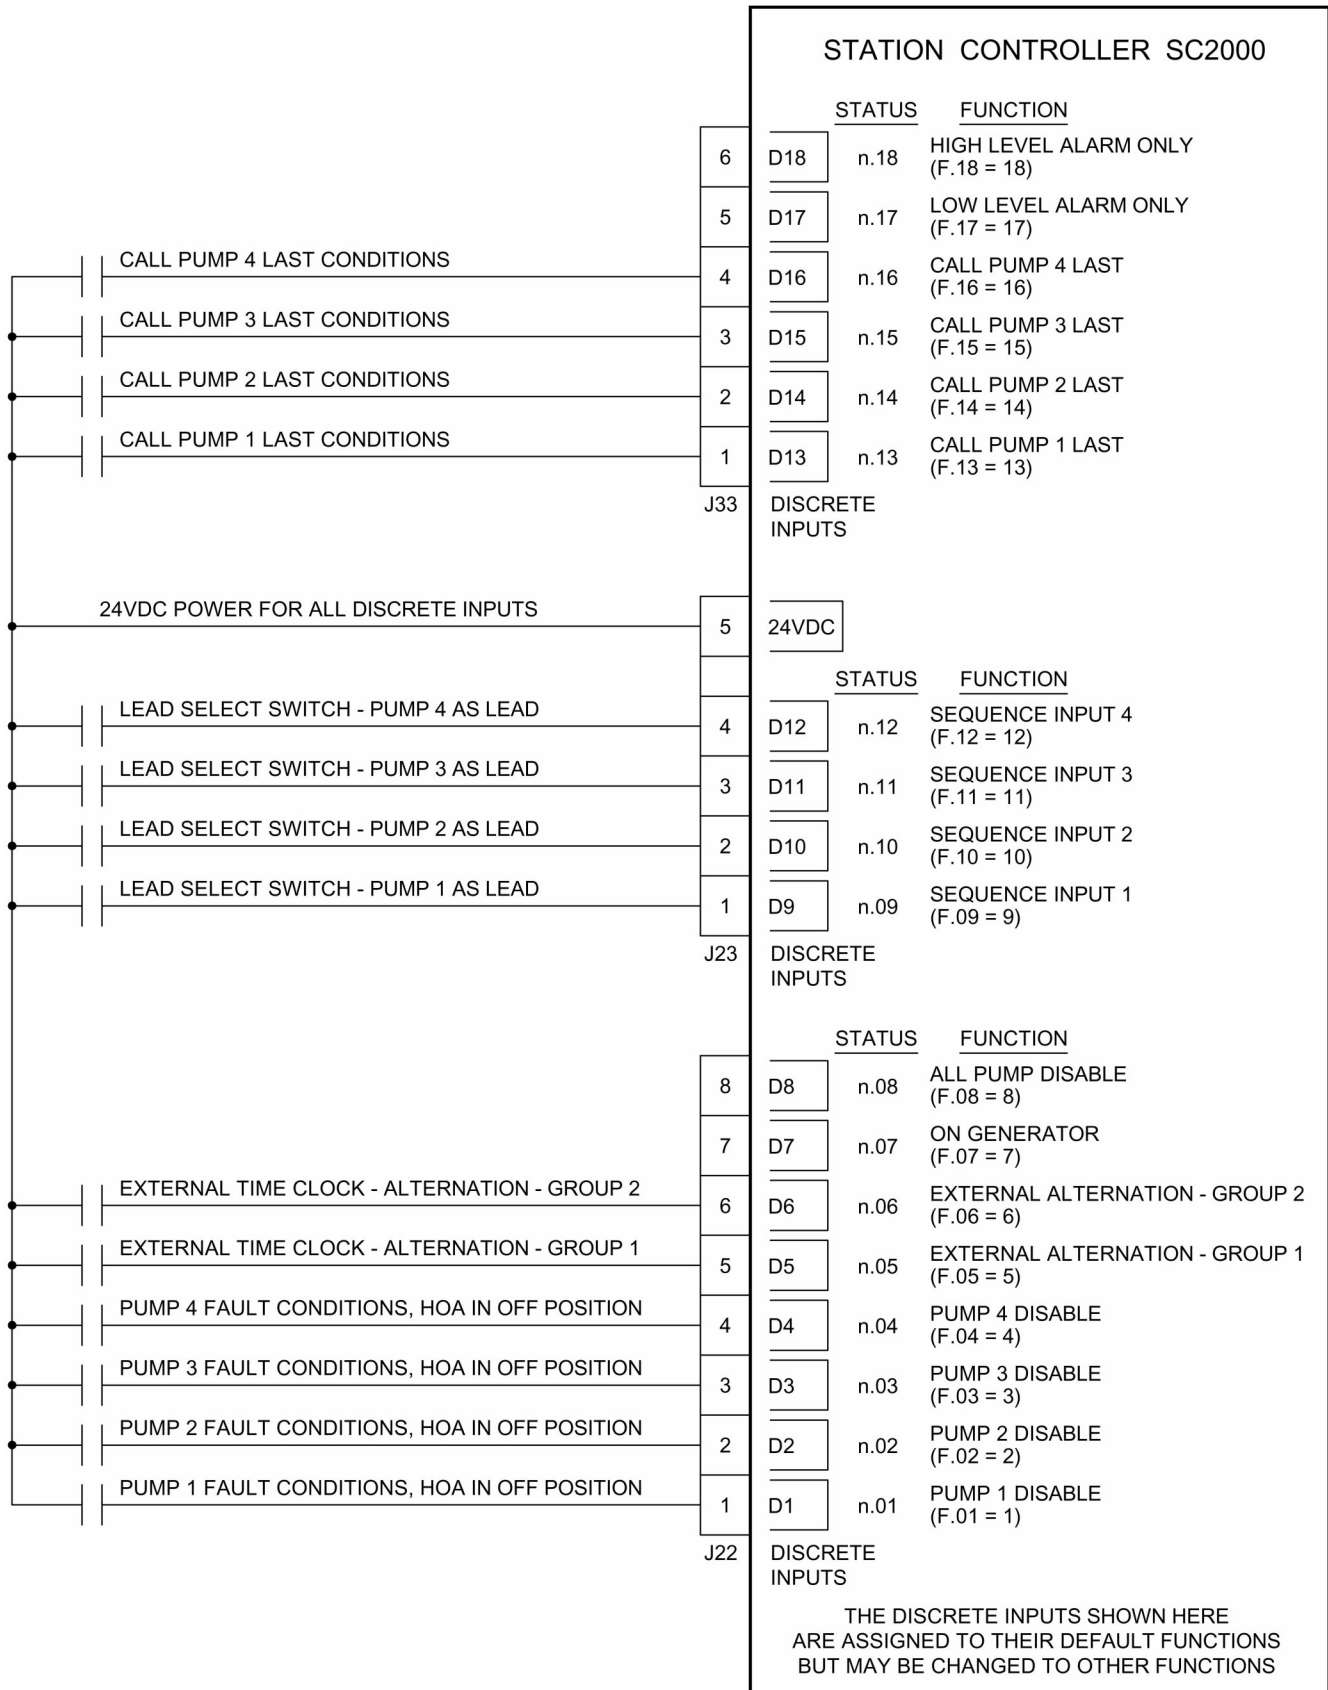 STATION CONTROLLER SC2000
STATUS FUNCTION
6 D18 n.18 HIGH LEVEL ALARM ONLY
(F.18 = 18)
5 D17 n.17 LOW LEVEL ALARM ONLY
(F.17 = 17)
CALL PUMP 4 LAST CONDITIONS 4 D16 n.16 CALL PUMP 4 LAST
(F.16 = 16)
CALL PUMP 3 LAST CONDITIONS 3 D15 n.15 CALL PUMP 3 LAST
(F.15 = 15)
CALL PUMP 2 LAST CONDITIONS 2 D14 n.14 CALL PUMP 2 LAST
(F.14 = 14)
CALL PUMP 1 LAST CONDITIONS 1 D13 n.13 CALL PUMP 1 LAST
(F.13 = 13)
J33 DISCRETE
INPUTS
24VDC POWER FOR ALL DISCRETE INPUTS 5 24VDC
STATUS FUNCTION
LEAD SELECT SWITCH - PUMP 4 AS LEAD 4 D12 n.12 SEQUENCE INPUT 4
(F.12 = 12)
LEAD SELECT SWITCH - PUMP 3 AS LEAD 3 D11 n.11 SEQUENCE INPUT 3
(F.11 = 11)
LEAD SELECT SWITCH - PUMP 2 AS LEAD 2 D10 n.10 SEQUENCE INPUT 2
(F.10 = 10)
LEAD SELECT SWITCH - PUMP 1 AS LEAD 1 D9 n.09 SEQUENCE INPUT 1
(F.09 = 9)
J23 DISCRETE
INPUTS
STATUS FUNCTION
8 D8 n.08 ALL PUMP DISABLE
(F.08 = 8)
7 D7 n.07 ON GENERATOR
(F.07 = 7)
EXTERNAL TIME CLOCK - ALTERNATION - GROUP 2 6 D6 n.06 EXTERNAL ALTERNATION - GROUP 2
(F.06 = 6)
EXTERNAL TIME CLOCK - ALTERNATION - GROUP 1 5 D5 n.05 EXTERNAL ALTERNATION - GROUP 1
(F.05 = 5)
PUMP 4 FAULT CONDITIONS, HOA IN OFF POSITION 4 D4 n.04 PUMP 4 DISABLE
(F.04 = 4)
PUMP 3 FAULT CONDITIONS, HOA IN OFF POSITION 3 D3 n.03 PUMP 3 DISABLE
(F.03 = 3)
PUMP 2 FAULT CONDITIONS, HOA IN OFF POSITION 2 D2 n.02 PUMP 2 DISABLE
(F.02 = 2)
PUMP 1 FAULT CONDITIONS, HOA IN OFF POSITION 1 D1 n.01 PUMP 1 DISABLE
(F.01 = 1)
J22 DISCRETE
INPUTS
THE DISCRETE INPUTS SHOWN HERE
ARE ASSIGNED TO THEIR DEFAULT FUNCTIONS
BUT MAY BE CHANGED TO OTHER FUNCTIONS